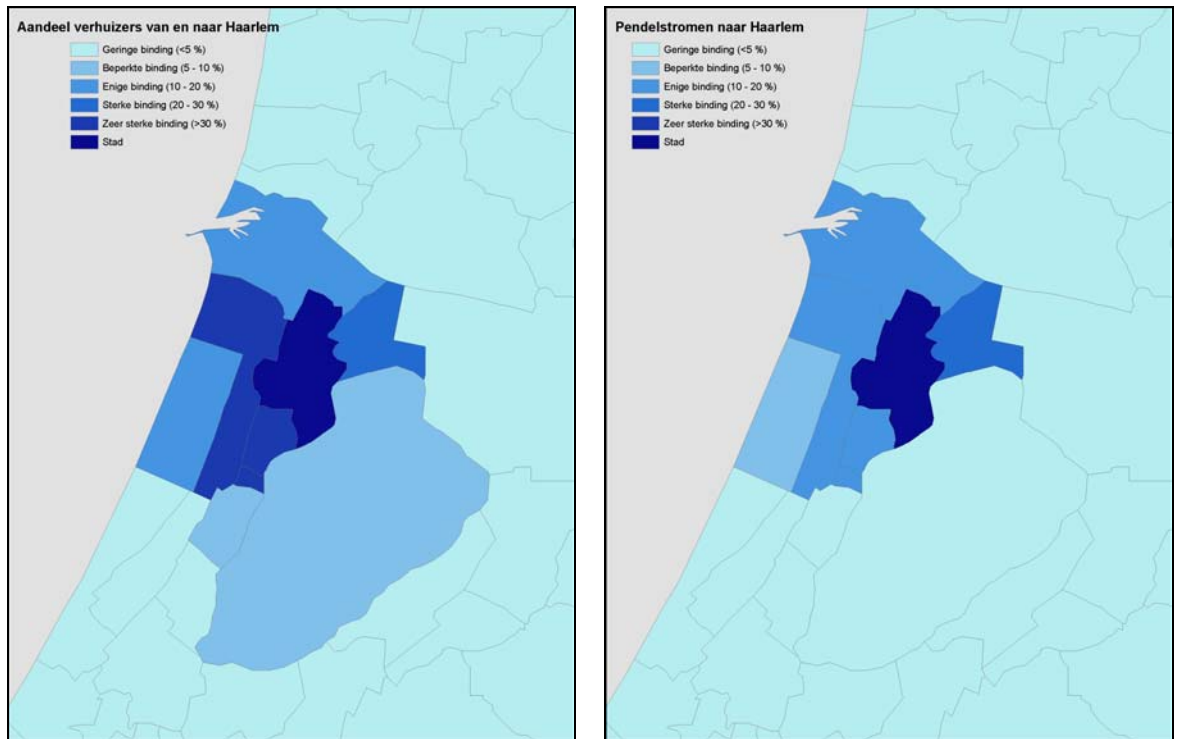 Aandeel verhuizers van en naar Haarlem
Geringe binding (<5 %)
Beperkte binding (5 - 10 %)
Enige binding (10 - 20 %)
Sterke binding (20 - 30 %)
Zeer sterke binding (>30 %)
Stad
Pendelstromen naar Haarlem
Geringe binding (<5 %)
Beperkte binding (5 - 10 %)
Enige binding (10 - 20 %)
Sterke binding (20 - 30 %)
Zeer sterke binding (>30 %)
Stad